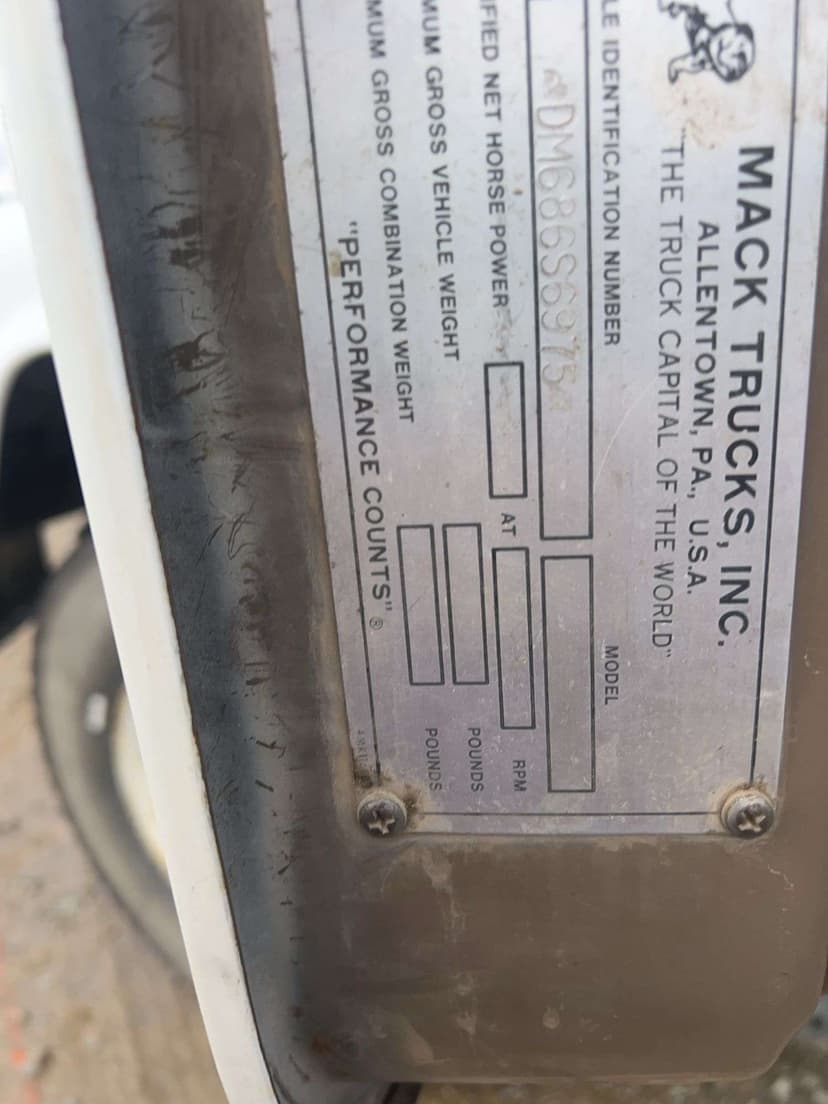 MACK TRUCKS, INC.
ALLENTOWN, PA., U.S.A.
"THE TRUCK CAPITAL OF THE WORLD"
LE IDENTIFICATION NUMBER MODEL
DM686S6975
IFIED NET HORSE POWER AT RPM
MUM GROSS VEHICLE WEIGHT POUNDS
MUM GROSS COMBINATION WEIGHT POUNDS
"PERFORMANCE COUNTS" ®